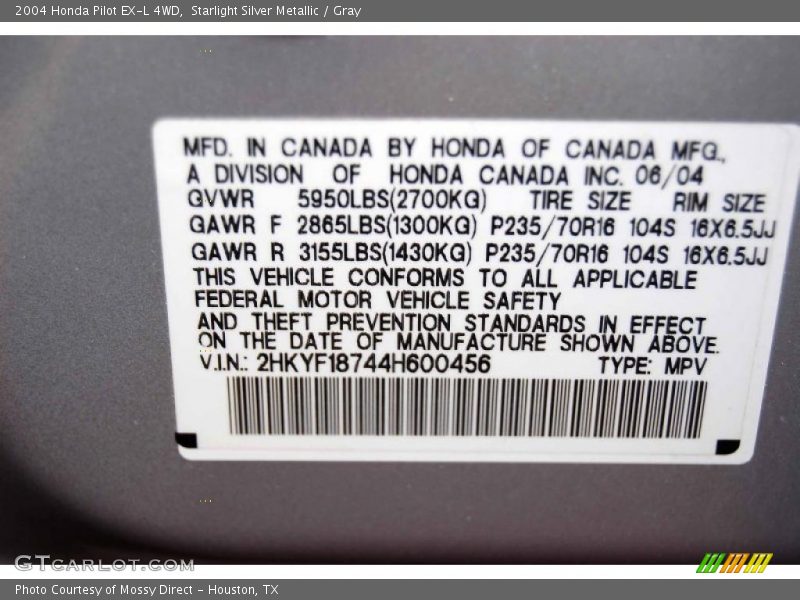 2004 Honda Pilot EX-L 4WD,  Starlight Silver Metallic / Gray
MFD. IN CANADA BY HONDA OF CANADA MFG.,
A DIVISION OF HONDA CANADA INC. 06/04
GVWR 5950LBS(2700KG) TIRE SIZE RIM SIZE
GAWR F 2865LBS(1300KG) P235/70R16 104S 16X6.5JJ
GAWR R 3155LBS(1430KG) P235/70R16 104S 16X6.5JJ
THIS VEHICLE CONFORMS TO ALL APPLICABLE
FEDERAL MOTOR VEHICLE SAFETY
AND THEFT PREVENTION STANDARDS IN EFFECT
ON THE DATE OF MANUFACTURE SHOWN ABOVE.
V.I.N.: 2HKYF18744H600456 TYPE: MPV
GTCARLOT.COM
Photo Courtesy of Mossy Direct - Houston, TX